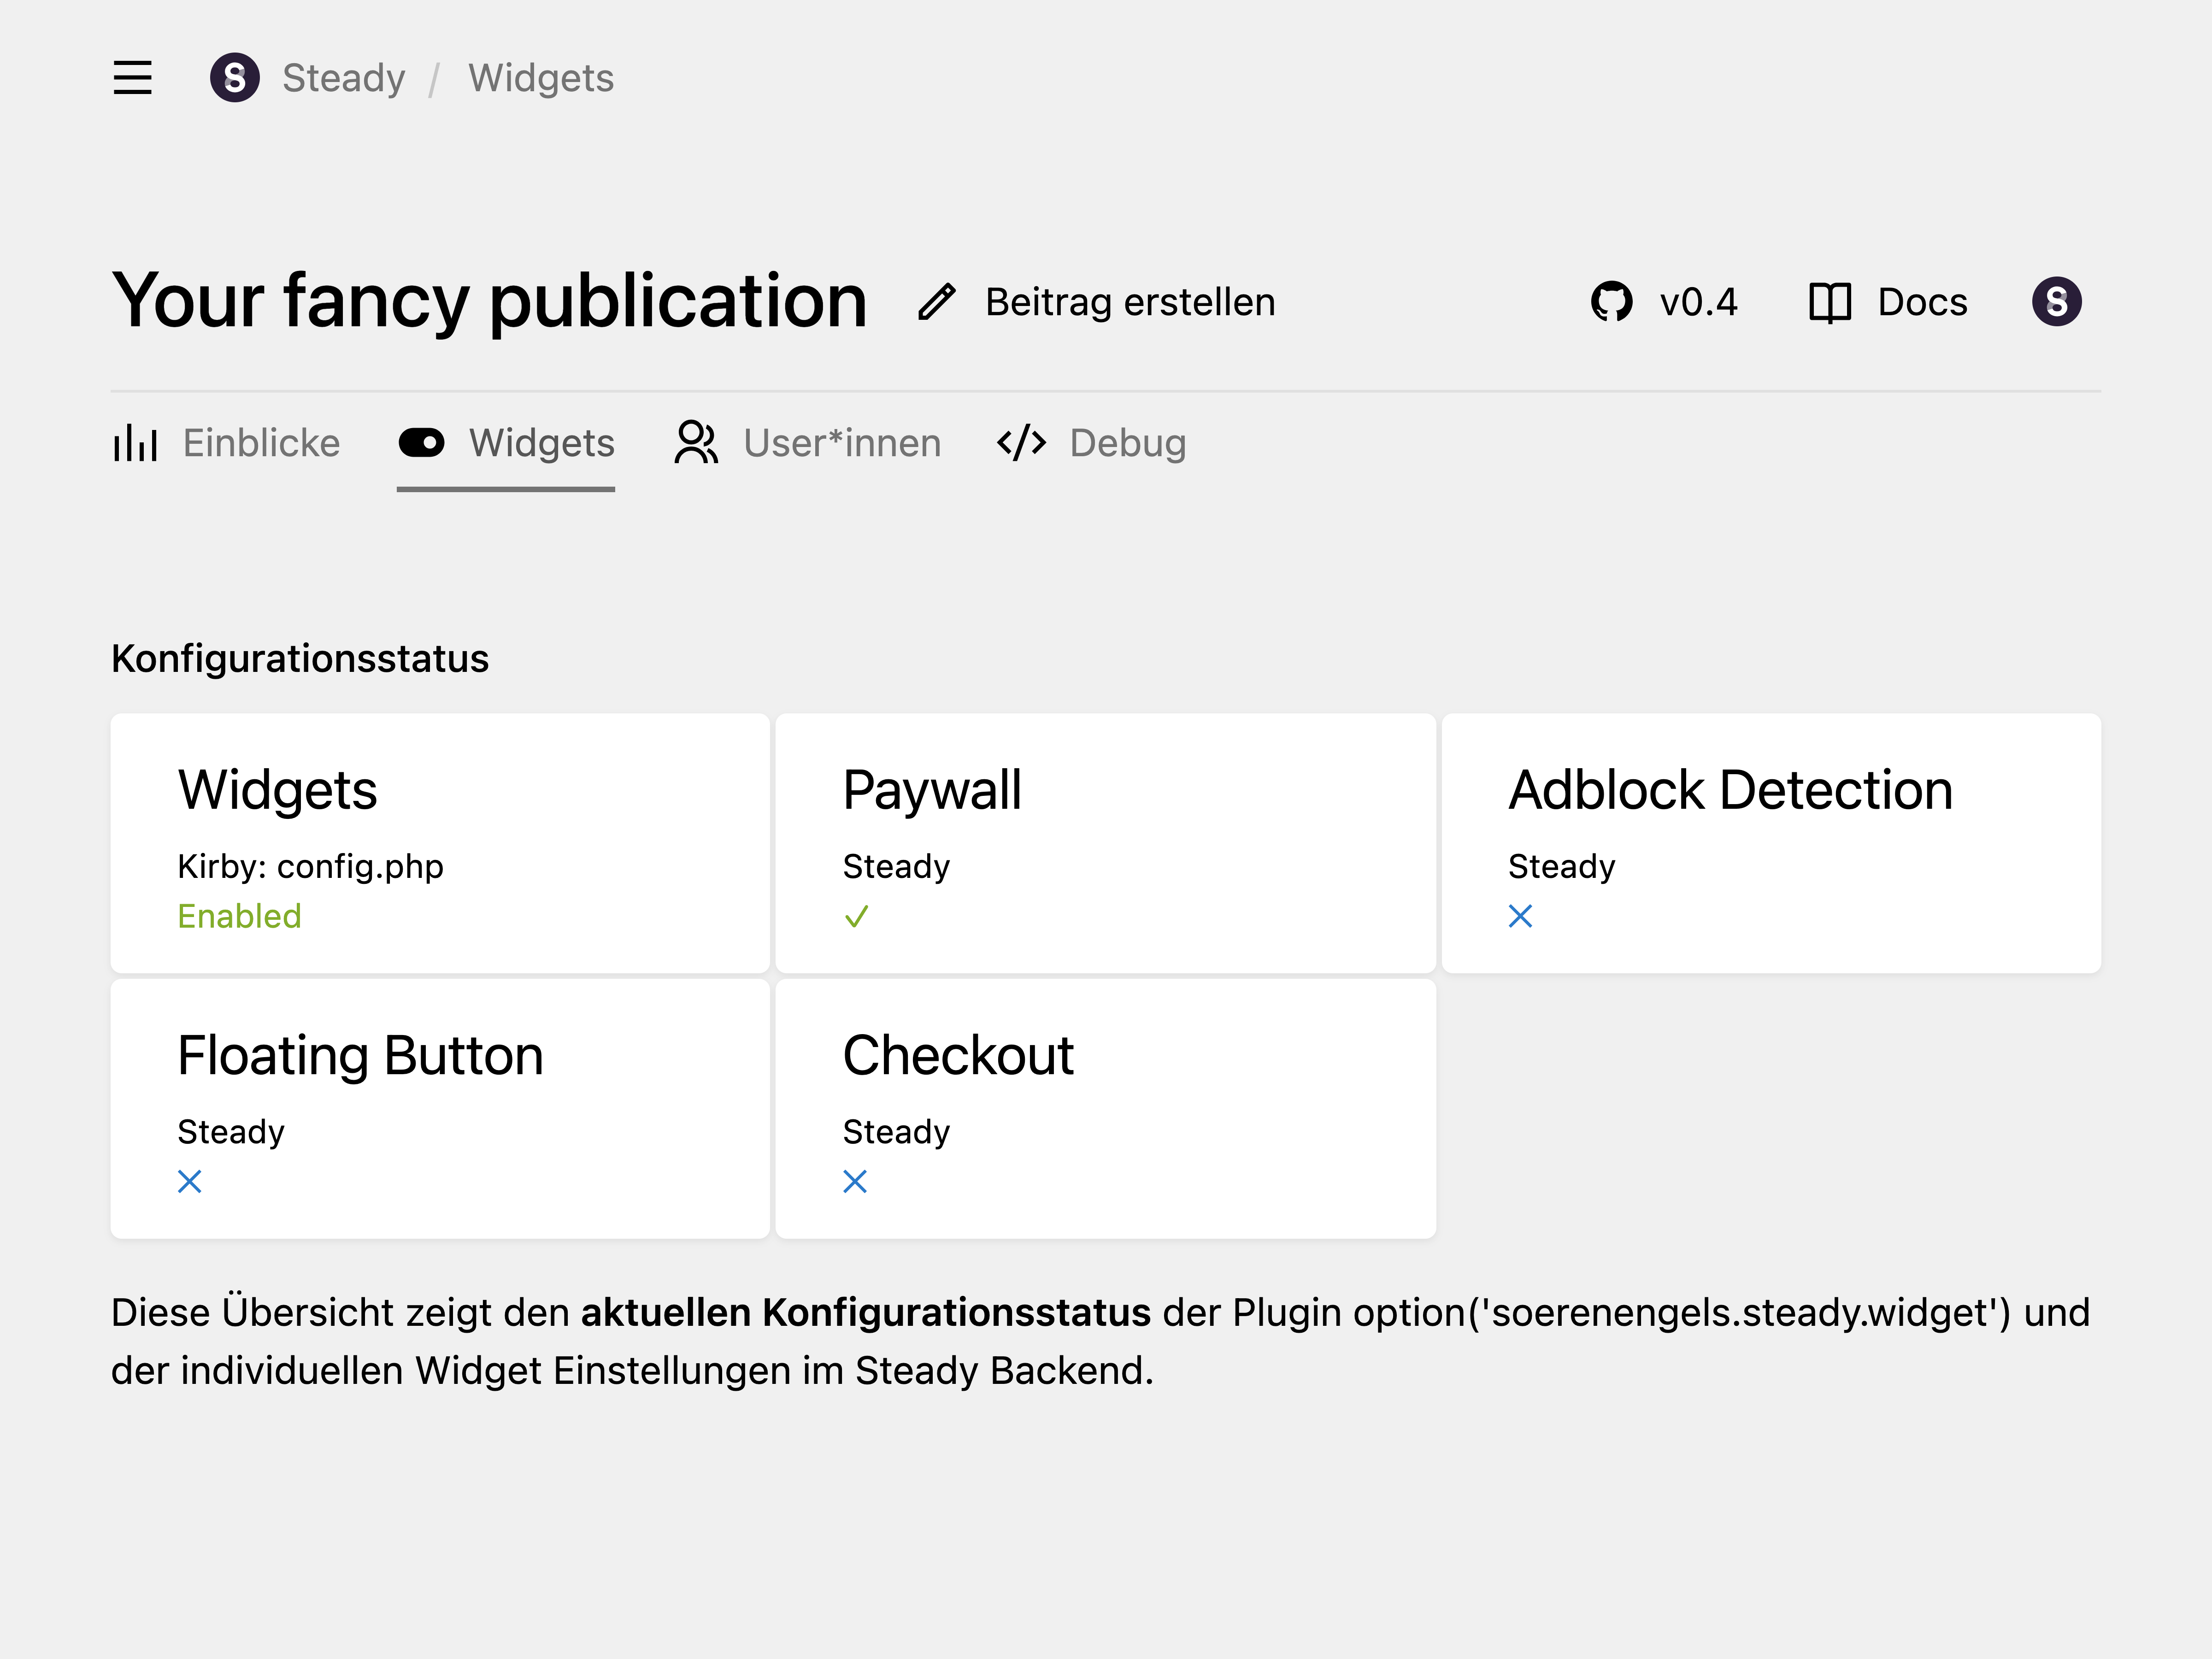 Steady / Widgets
Your fancy publication
Beitrag erstellen
v0.4
Docs
Einblicke
Widgets
User*innen
Debug
Konfigurationsstatus
Widgets
Kirby: config.php
Enabled
Paywall
Steady
Adblock Detection
Steady
Floating Button
Steady
Checkout
Steady
Diese Übersicht zeigt den aktuellen Konfigurationsstatus der Plugin option('soerenengels.steady.widget') und
der individuellen Widget Einstellungen im Steady Backend.